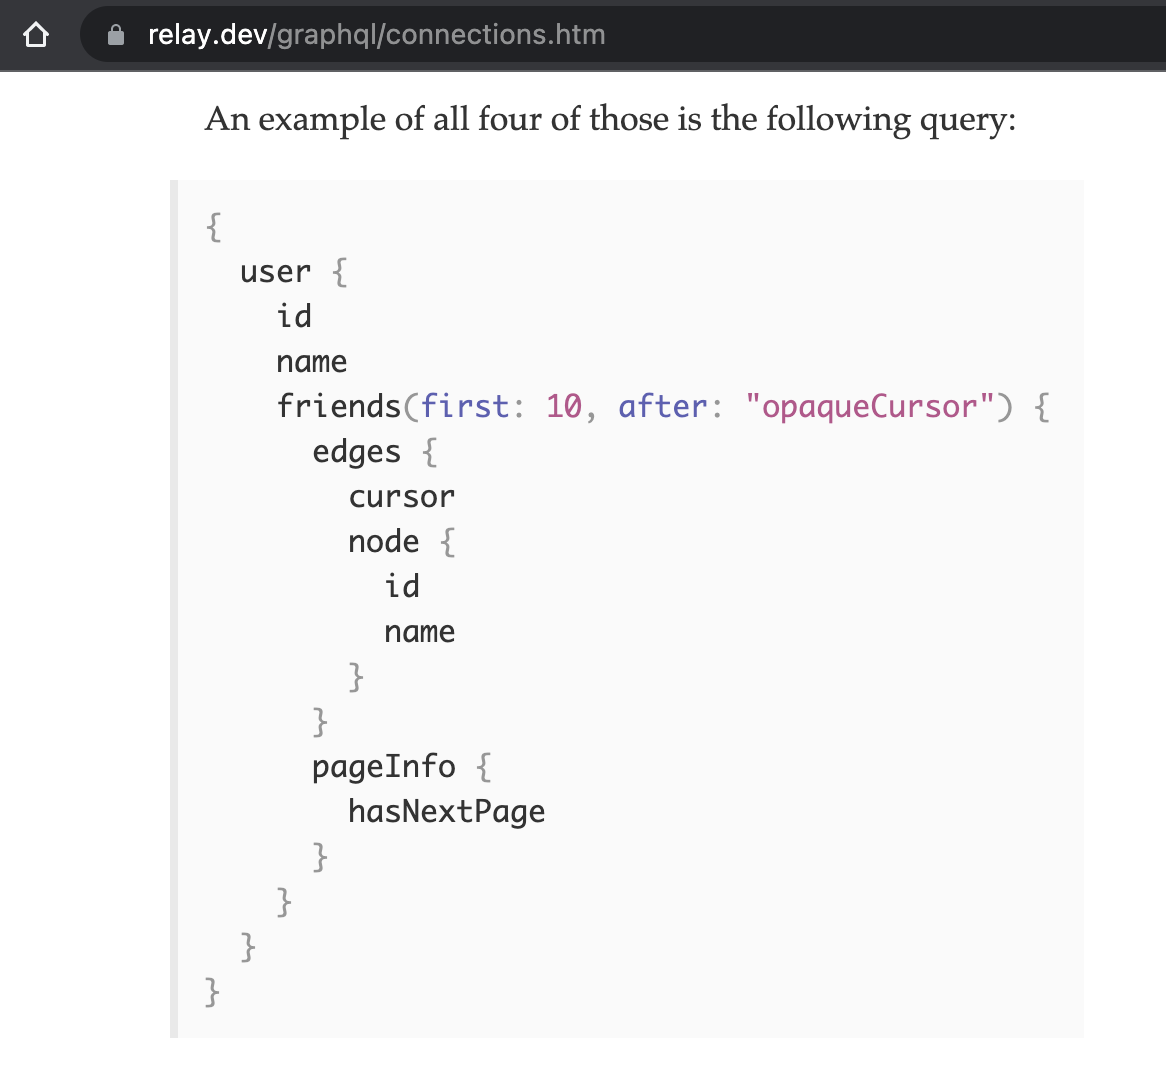 relay.dev/graphql/connections.htm
An example of all four of those is the following query:
{
  user {
    id
    name
    friends(first: 10, after: "opaqueCursor") {
      edges {
        cursor
        node {
          id
          name
        }
      }
      pageInfo {
        hasNextPage
      }
    }
  }
}